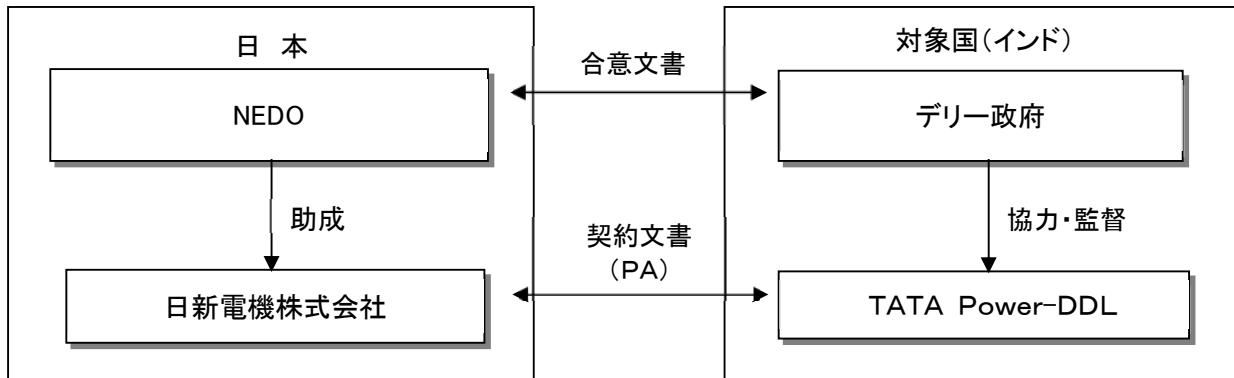 日 本
対象国（インド）
合意文書
NEDO
デリー政府
助成
協力・監督
契約文書
（PA）
日新電機株式会社
TATA Power-DDL